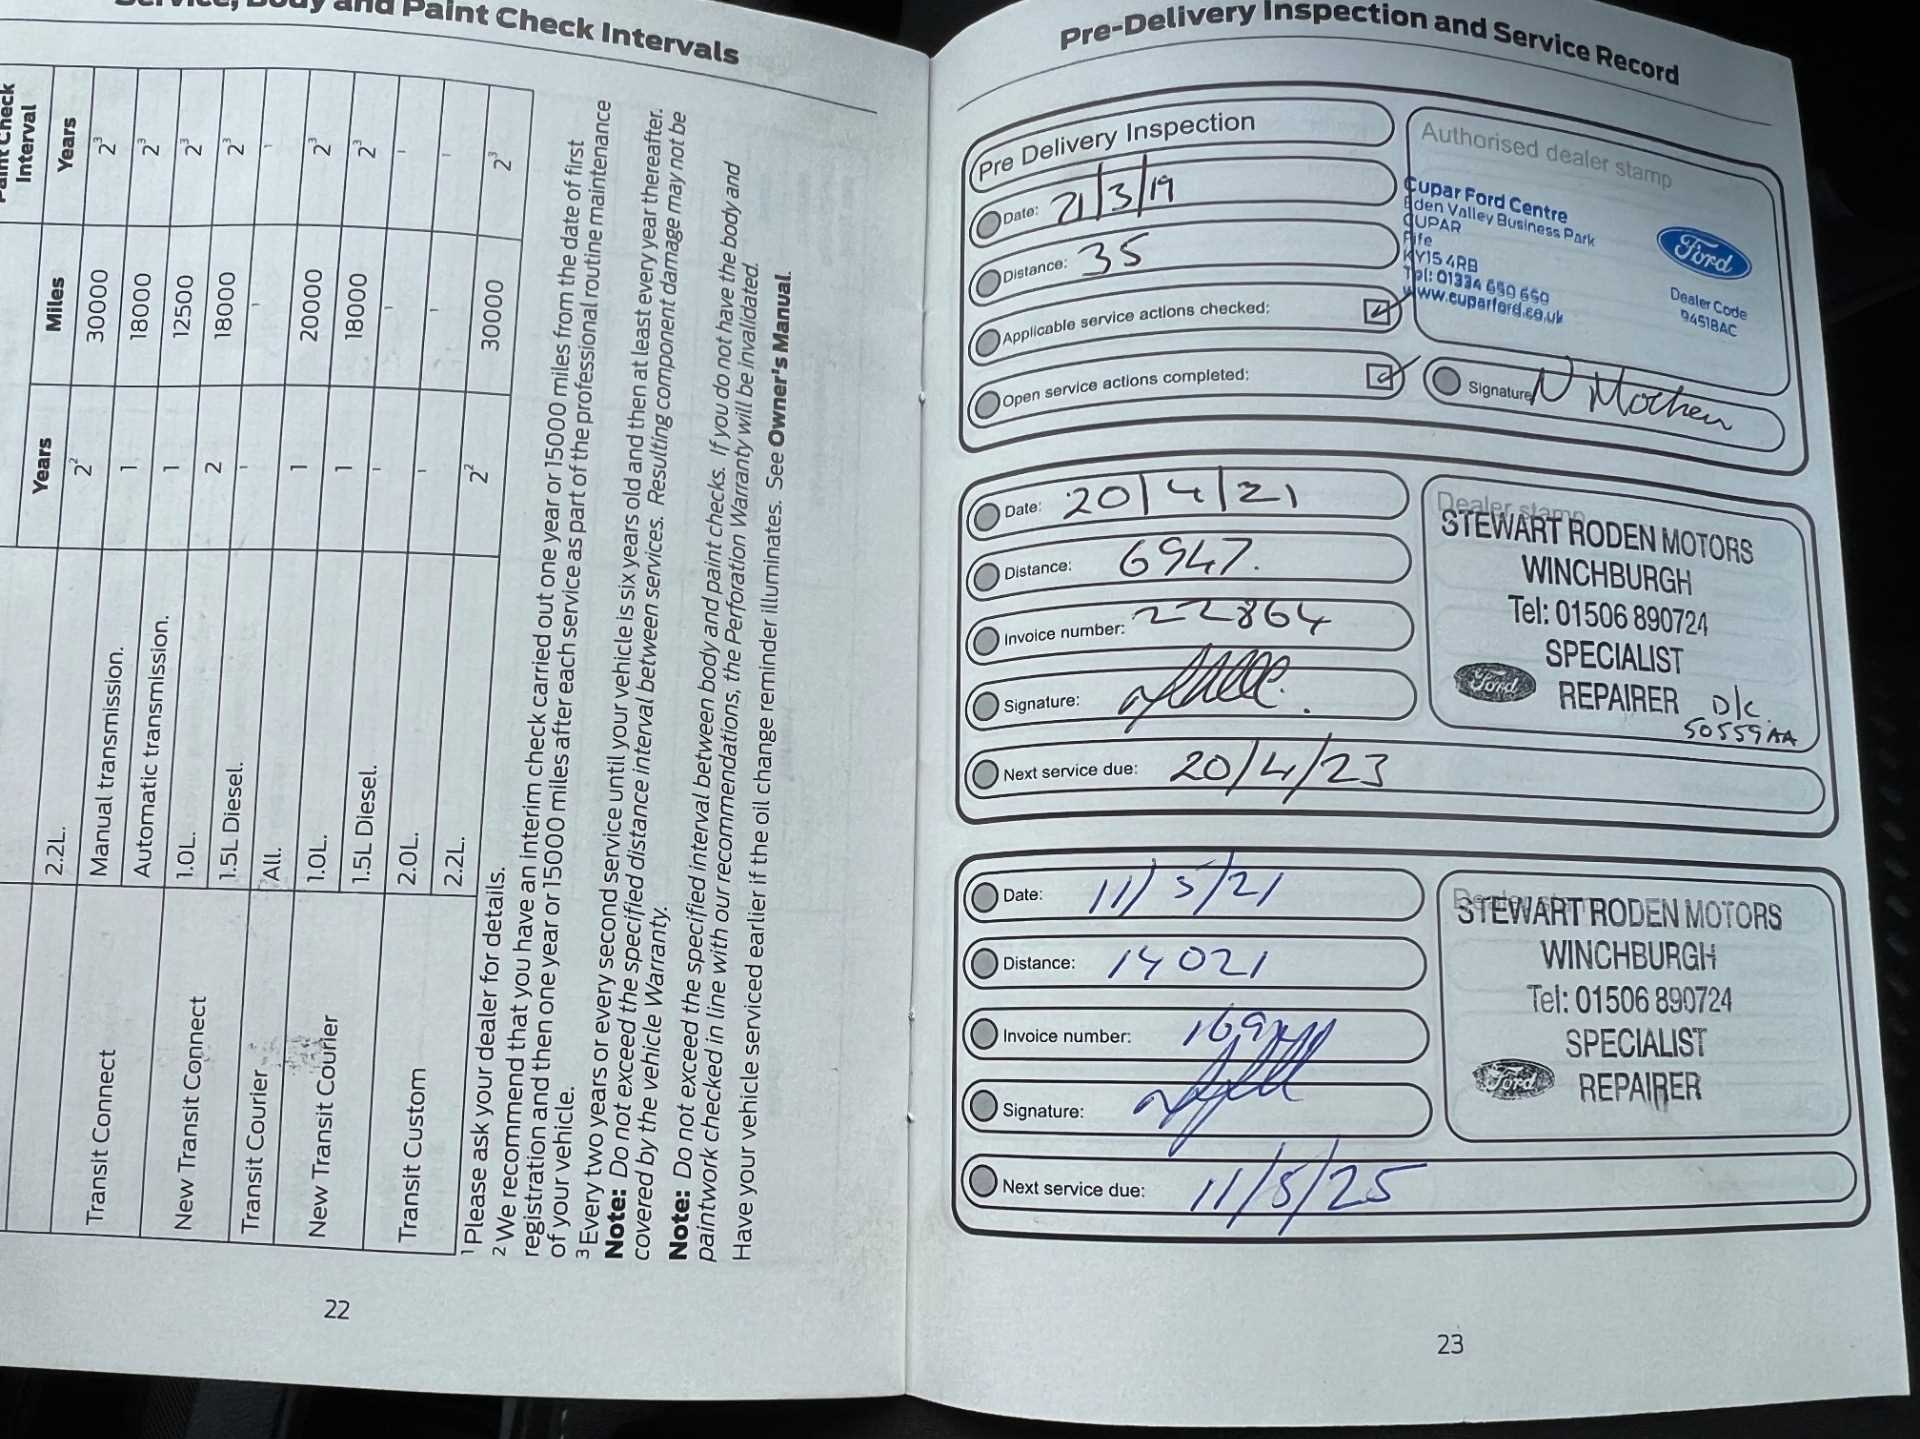 Service, Body and Paint Check Intervals
Paint Check
Interval
Years Miles Years
2.2L.
Transit Connect
Manual transmission. 2² 30000 2³
Automatic transmission. 1 18000 2³
New Transit Connect
1.0L. 1 12500 2³
1.5L Diesel. 2 18000 2³
Transit Courier All. - - -
New Transit Courier
1.0L. 1 20000 2³
1.5L Diesel. 1 18000 2³
Transit Custom
2.0L. - - -
2.2L. 2² 30000 2³
¹ Please ask your dealer for details.
² We recommend that you have an interim check carried out one year or 15000 miles from the date of first
registration and then one year or 15000 miles after each service as part of the professional routine maintenance
of your vehicle.
³ Every two years or every second service until your vehicle is six years old and then at least every year thereafter.
Note: Do not exceed the specified distance interval between services. Resulting component damage may not be
covered by the vehicle Warranty.
Note: Do not exceed the specified interval between body and paint checks. If you do not have the body and
paintwork checked in line with our recommendations, the Perforation Warranty will be invalidated.
Have your vehicle serviced earlier if the oil change reminder illuminates. See Owner's Manual.
22
Pre-Delivery Inspection and Service Record
Pre Delivery Inspection
Date: 21/3/19
Distance: 35
Applicable service actions checked:
Open service actions completed:
Authorised dealer stamp
Cupar Ford Centre
Eden Valley Business Park
CUPAR
Fife
KY15 4RB
Tel: 01334 650 650
www.cuparford.co.uk
Ford
Dealer Code
94518AC
Signature
Date: 20/4/21
Distance: 6947.
Invoice number: 22864
Signature:
Next service due: 20/4/23
Dealer stamp
STEWART RODEN MOTORS
WINCHBURGH
Tel: 01506 890724
SPECIALIST
Ford REPAIRER D/C.
50559AA
Date: 11/5/21
Distance: 14021
Invoice number:
Signature:
Next service due: 11/5/25
Dealer stamp
STEWART RODEN MOTORS
WINCHBURGH
Tel: 01506 890724
SPECIALIST
Ford REPAIRER
23